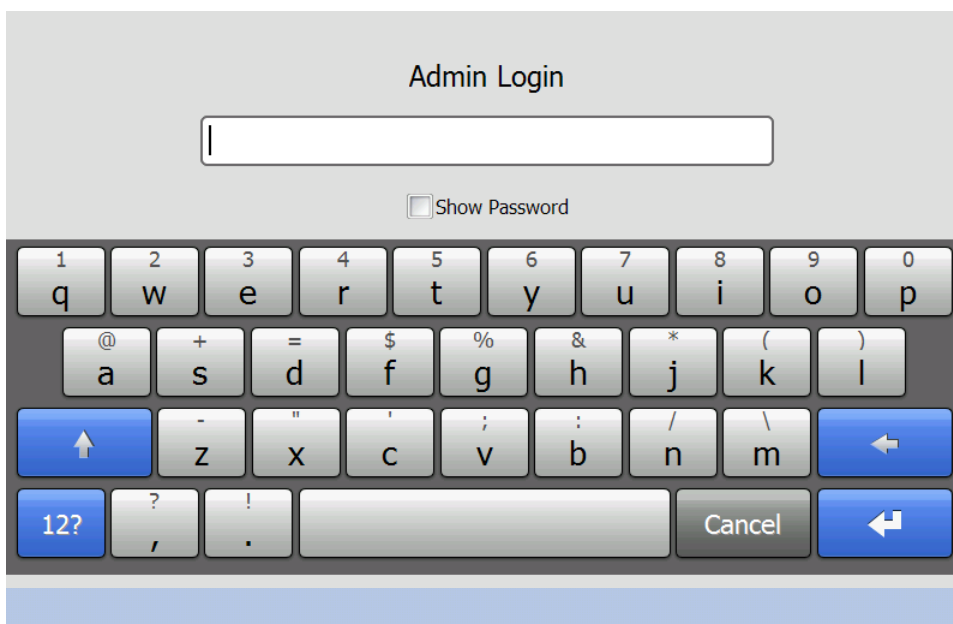 Admin Login
Show Password
1 2 3 4 5 6 7 8 9 0
q w e r t y u i o p
@ + = $ % & * ( )
a s d f g h j k l
- " ' ; : / \
z x c v b n m
? !
12? , . Cancel